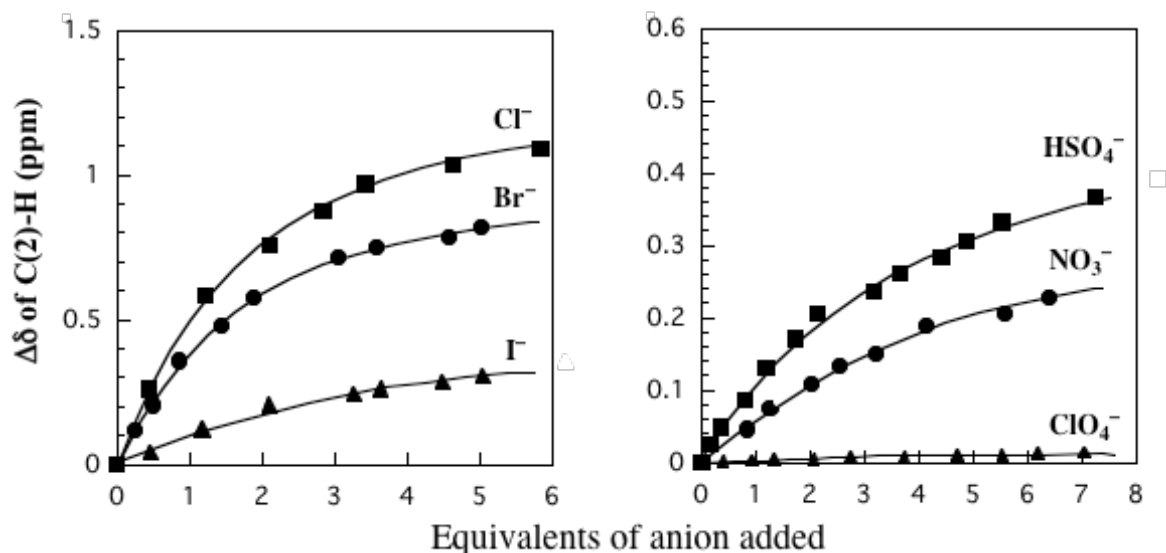 Δδ of C(2)-H (ppm)
1.5
1
0.5
0
Cl⁻
Br⁻
I⁻
0 1 2 3 4 5 6
0.6
0.5
0.4
0.3
0.2
0.1
0
HSO₄⁻
NO₃⁻
ClO₄⁻
0 1 2 3 4 5 6 7 8
Equivalents of anion added